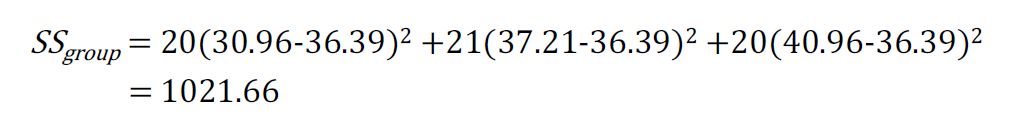 SSgroup = 20(30.96-36.39)² +21(37.21-36.39)² +20(40.96-36.39)²
= 1021.66